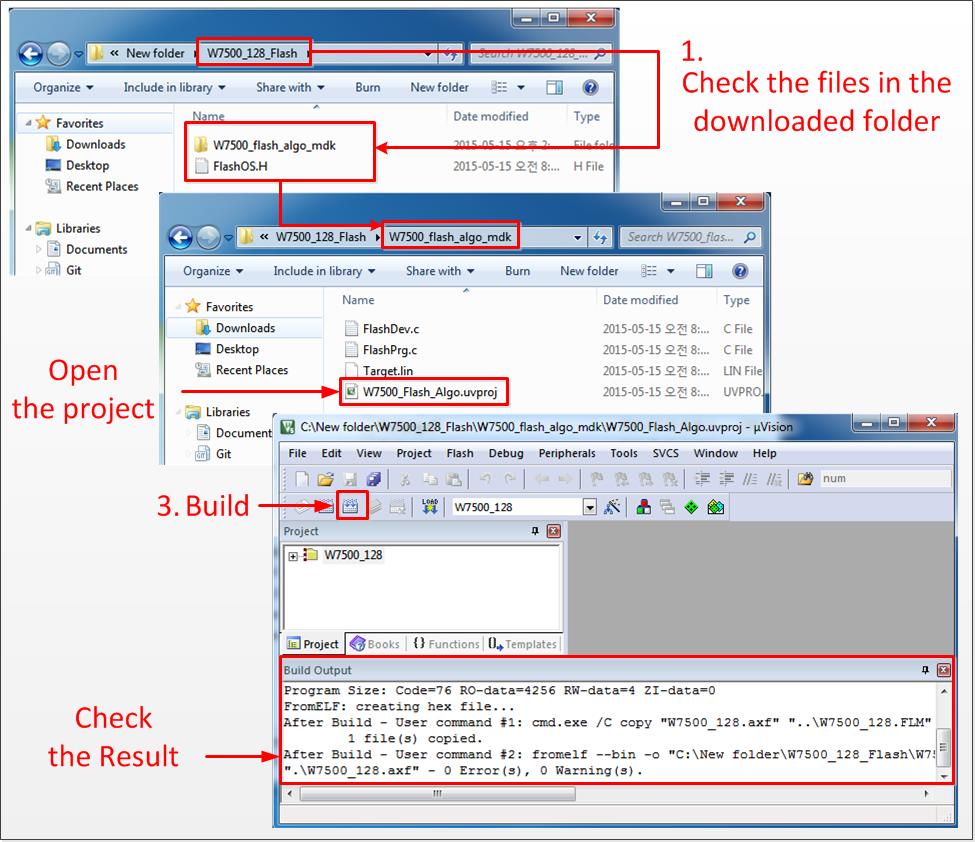 « New folder W7500_128_Flash Search W7500_128_...
1.
Check the files in the
downloaded folder
Organize Include in library Share with Burn New folder
Favorites
Downloads
Desktop
Recent Places
Libraries
Documents
Git
Name Date modified Type
W7500_flash_algo_mdk 2015-05-15 오후 2:... File fold
FlashOS.H 2015-05-15 오전 8:... H File
« W7500_128_Flash W7500_flash_algo_mdk Search W7500_flas...
Organize Include in library Share with Burn New folder
Favorites
Downloads
Desktop
Recent Places
Libraries
Document
Git
Name Date modified Type
FlashDev.c 2015-05-15 오전 8:... C File
FlashPrg.c 2015-05-15 오전 8:... C File
Target.lin 2015-05-15 오전 8:... LIN File
W7500_Flash_Algo.uvproj 2015-05-15 오전 8:... UVPRO
Open
the project
C:\New folder\W7500_128_Flash\W7500_flash_algo_mdk\W7500_Flash_Algo.uvproj - µVision
File Edit View Project Flash Debug Peripherals Tools SVCS Window Help
num
3. Build
LOAD W7500_128
Project
W7500_128
Project Books {} Functions Templates
Build Output
Program Size: Code=76 RO-data=4256 RW-data=4 ZI-data=0
FromELF: creating hex file...
After Build - User command #1: cmd.exe /C copy "W7500_128.axf" "..\W7500_128.FLM"
1 file(s) copied.
After Build - User command #2: fromelf --bin -o "C:\New folder\W7500_128_Flash\W75
".\W7500_128.axf" - 0 Error(s), 0 Warning(s).
Check
the Result